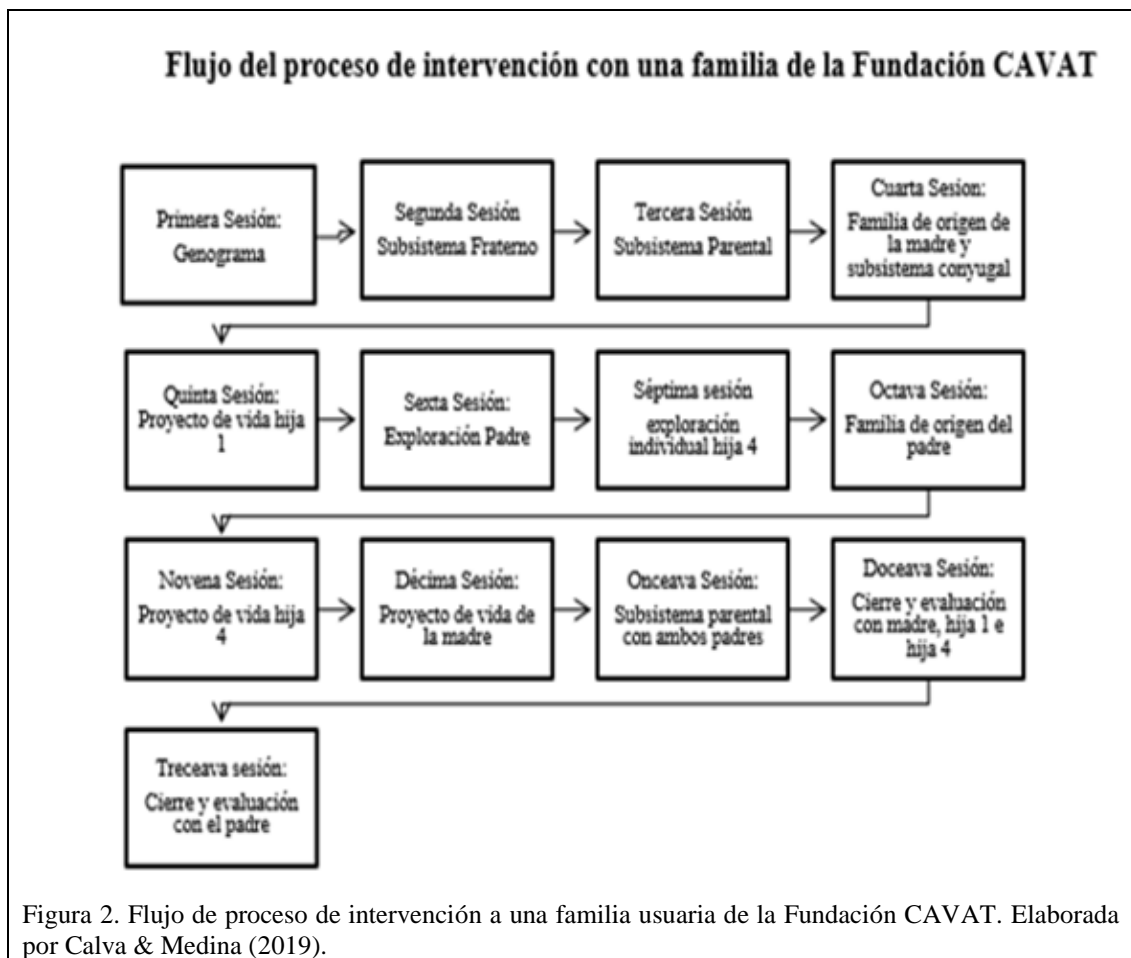 Flujo del proceso de intervención con una familia de la Fundación CAVAT
Primera Sesión:
Genograma
Segunda Sesión
Subsistema Fraterno
Tercera Sesión
Subsistema Parental
Cuarta Sesion:
Familia de origen de
la madre y
subsistema conyugal
Quinta Sesión:
Proyecto de vida hija
1
Sexta Sesión:
Exploración Padre
Séptima sesión
exploración
individual hija 4
Octava Sesión:
Familia de origen del
padre
Novena Sesión:
Proyecto de vida hija
4
Décima Sesión:
Proyecto de vida de
la madre
Onceava Sesión:
Subsistema parental
con ambos padres
Doceava Sesión:
Cierre y evaluación
con madre, hija 1 e
hija 4
Treceava sesión:
Cierre y evaluación
con el padre
Figura 2. Flujo de proceso de intervención a una familia usuaria de la Fundación CAVAT. Elaborada
por Calva & Medina (2019).